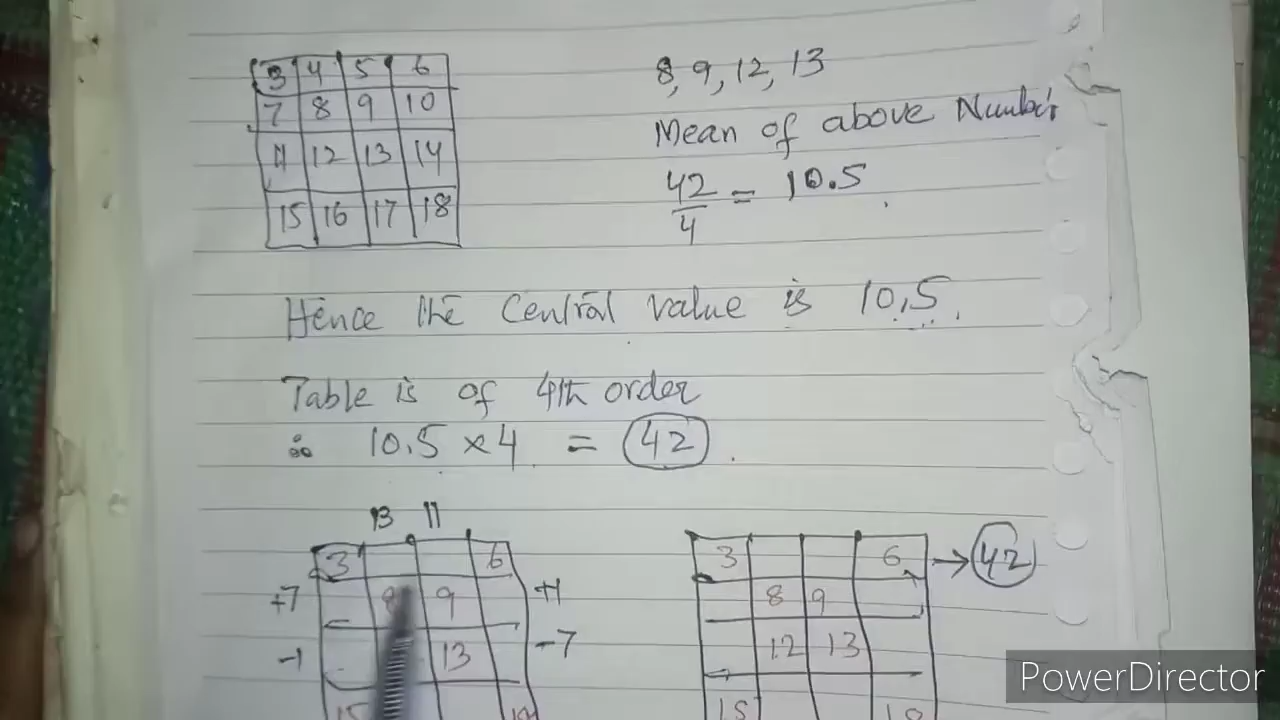 3 4 5 6
7 8 9 10
11 12 13 14
15 16 17 18
8, 9, 12, 13
Mean of above Number
42/4 = 10.5
Hence the Central value is 10.5.
Table is of 4th order
∴ 10.5 × 4 = 42.
13 11
3 6
+7 8 9 +1
-1 13 -7
15
3 6 → 42
8 9
12 13
15
PowerDirector